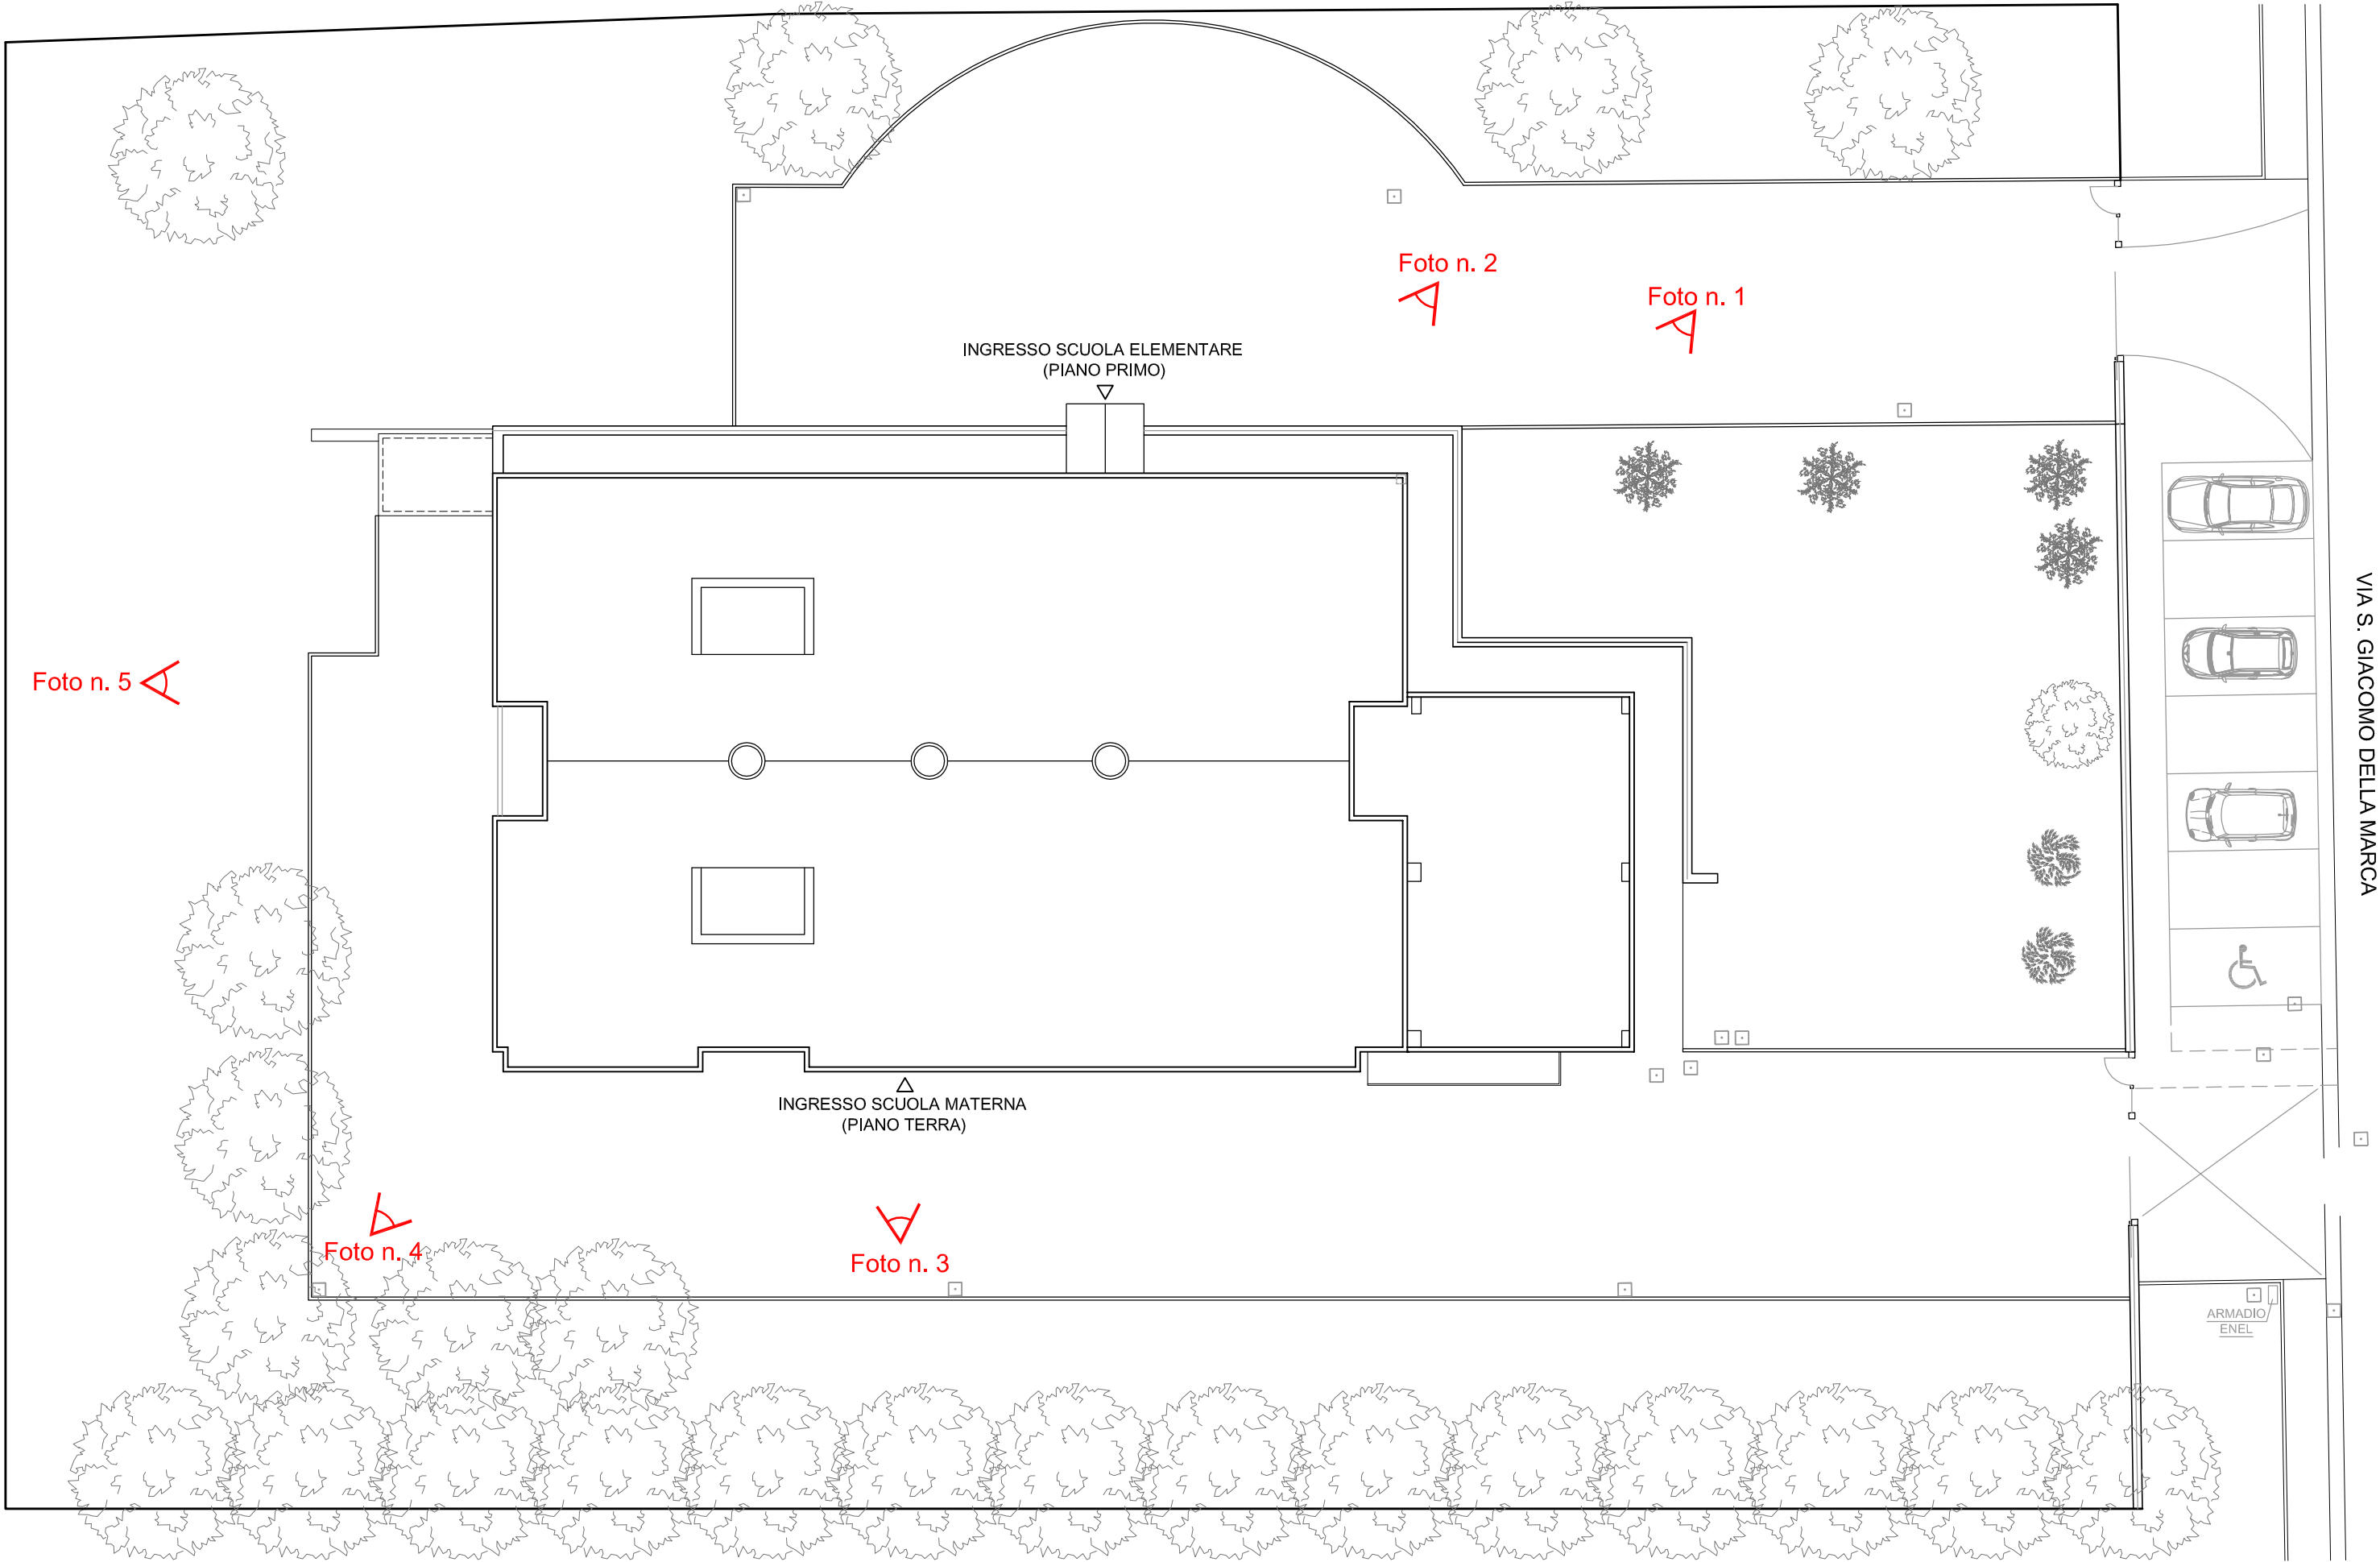 Foto n. 2
Foto n. 1
INGRESSO SCUOLA ELEMENTARE
(PIANO PRIMO)
VIA S. GIACOMO DELLA MARCA
Foto n. 5
INGRESSO SCUOLA MATERNA
(PIANO TERRA)
Foto n. 4
Foto n. 3
ARMADIO
ENEL